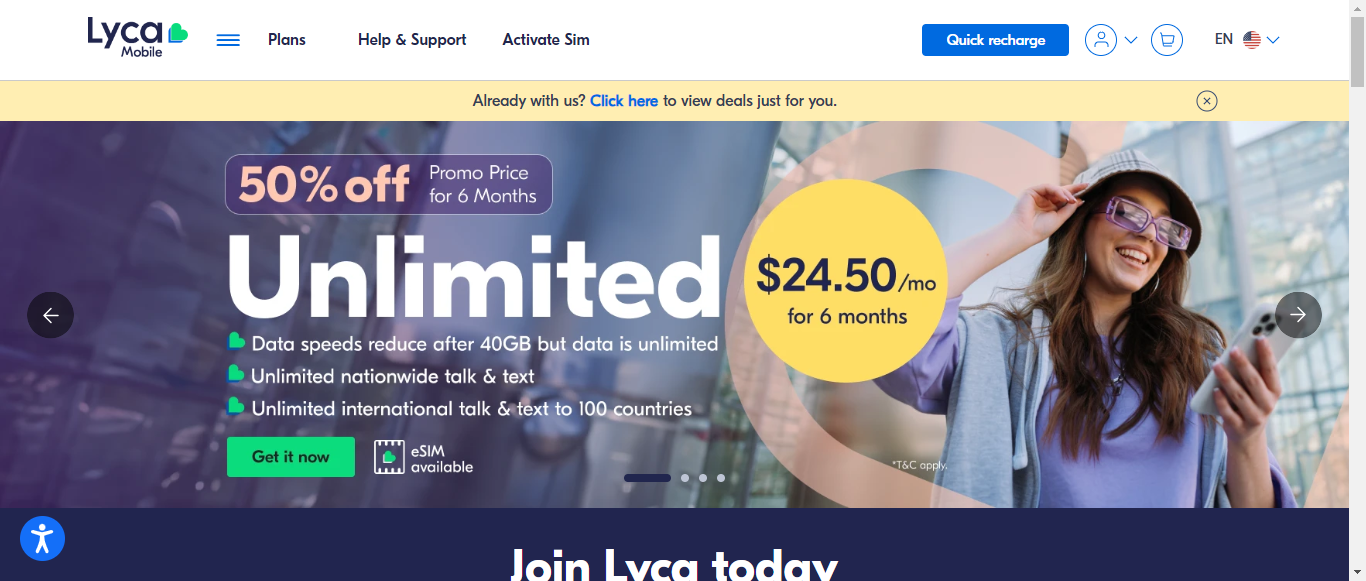 Lyca
Mobile
Plans
Help & Support
Activate Sim
Quick recharge
EN
Already with us? Click here to view deals just for you.
50% off
Promo Price
for 6 Months
Unlimited
$24.50/mo
for 6 months
Data speeds reduce after 40GB but data is unlimited
Unlimited nationwide talk & text
Unlimited international talk & text to 100 countries
Get it now
eSIM
available
*T&C apply.
Join Lyca today